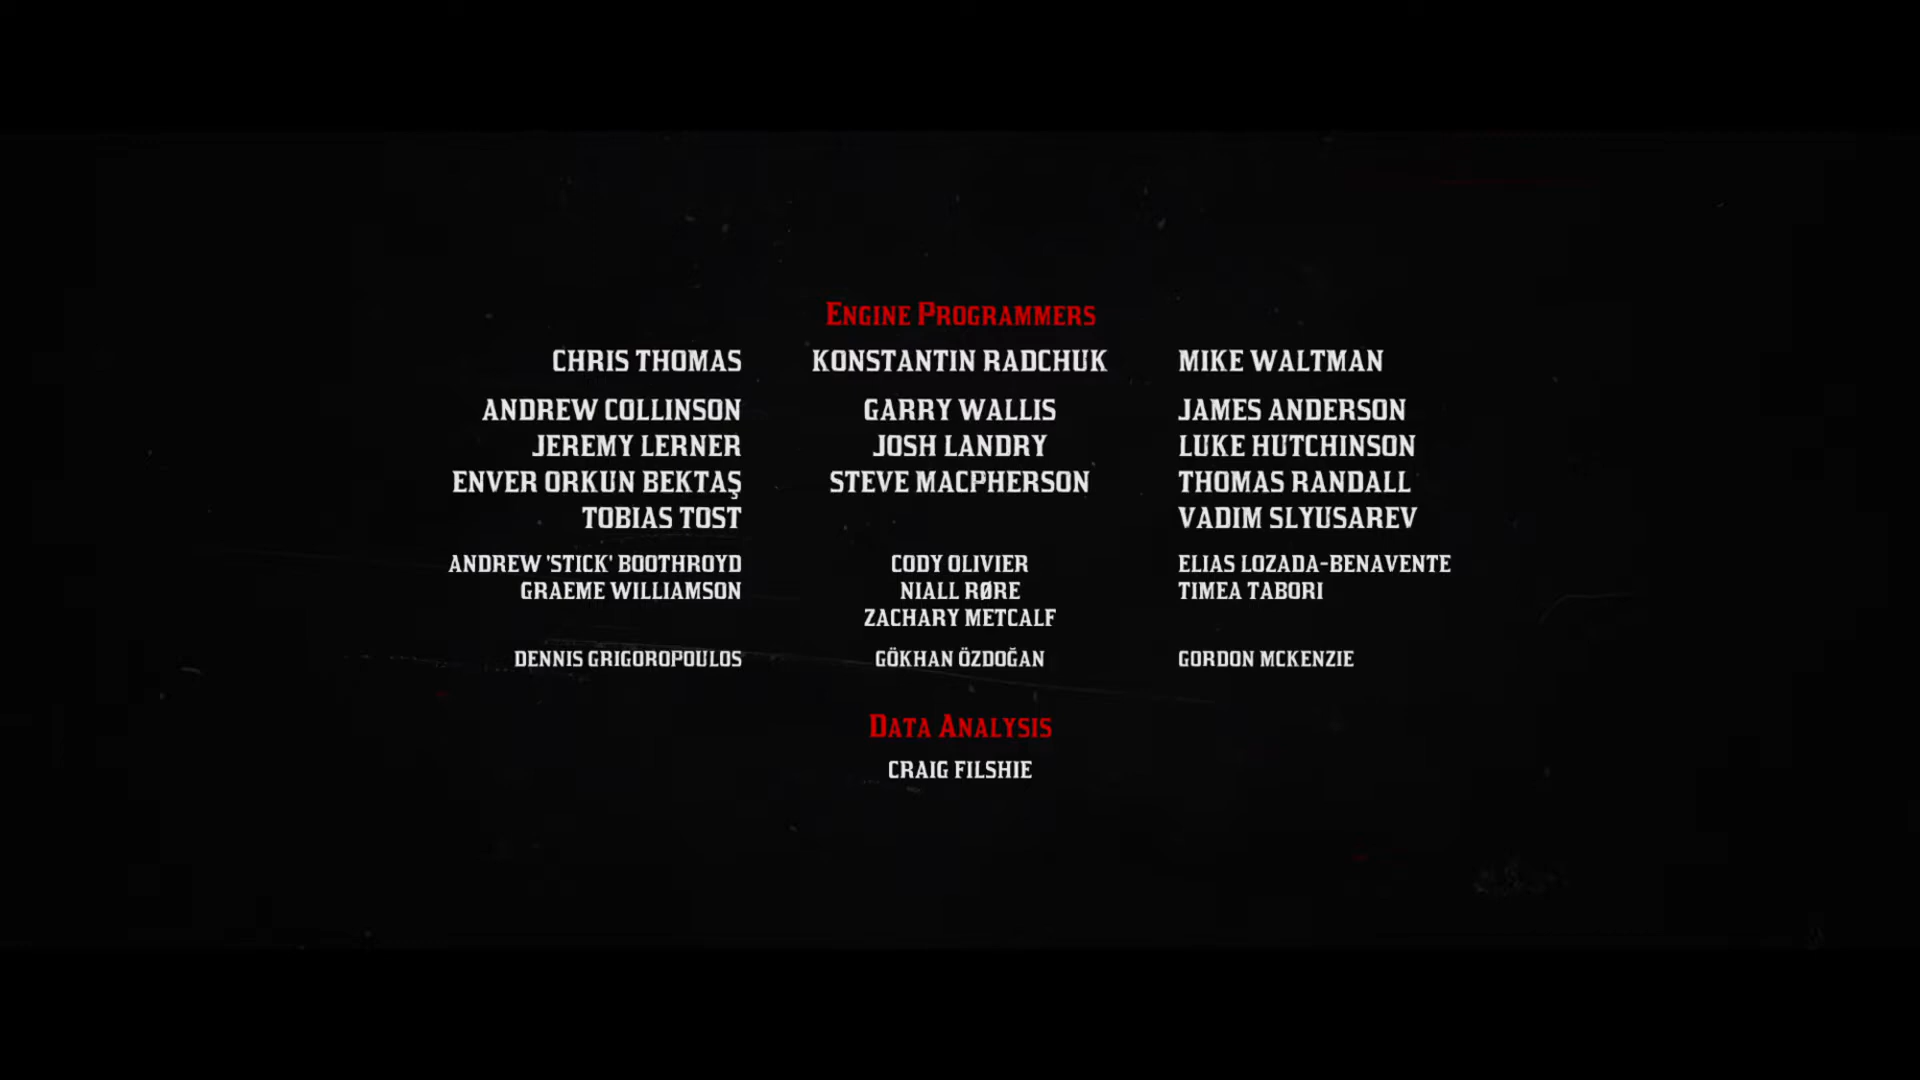 Engine Programmers
CHRIS THOMAS KONSTANTIN RADCHUK MIKE WALTMAN
ANDREW COLLINSON GARRY WALLIS JAMES ANDERSON
JEREMY LERNER JOSH LANDRY LUKE HUTCHINSON
ENVER ORKUN BEKTAŞ STEVE MACPHERSON THOMAS RANDALL
TOBIAS TOST VADIM SLYUSAREV
ANDREW 'STICK' BOOTHROYD CODY OLIVIER ELIAS LOZADA-BENAVENTE
GRAEME WILLIAMSON NIALL RØRE TIMEA TABORI
ZACHARY METCALF
DENNIS GRIGOROPOULOS GÖKHAN ÖZDOĞAN GORDON MCKENZIE
Data Analysis
CRAIG FILSHIE